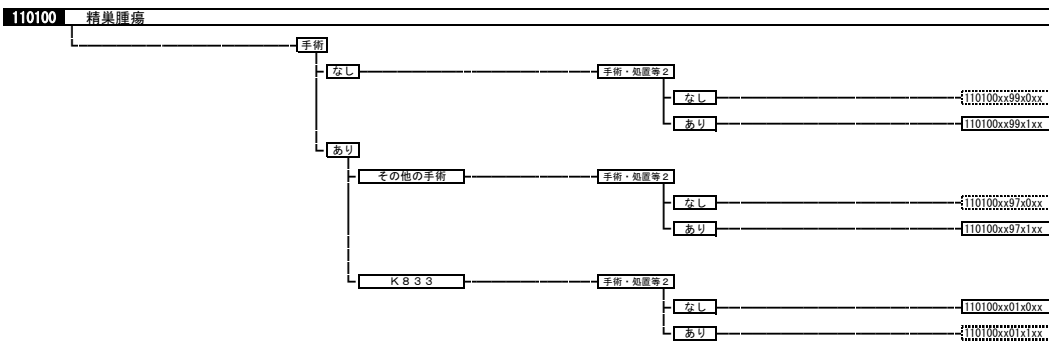 110100 精巣腫瘍
手術
なし 手術・処置等2
なし 110100xx99x0xx
あり 110100xx99x1xx
あり
その他の手術 手術・処置等2
なし 110100xx97x0xx
あり 110100xx97x1xx
K833 手術・処置等2
なし 110100xx01x0xx
あり 110100xx01x1xx